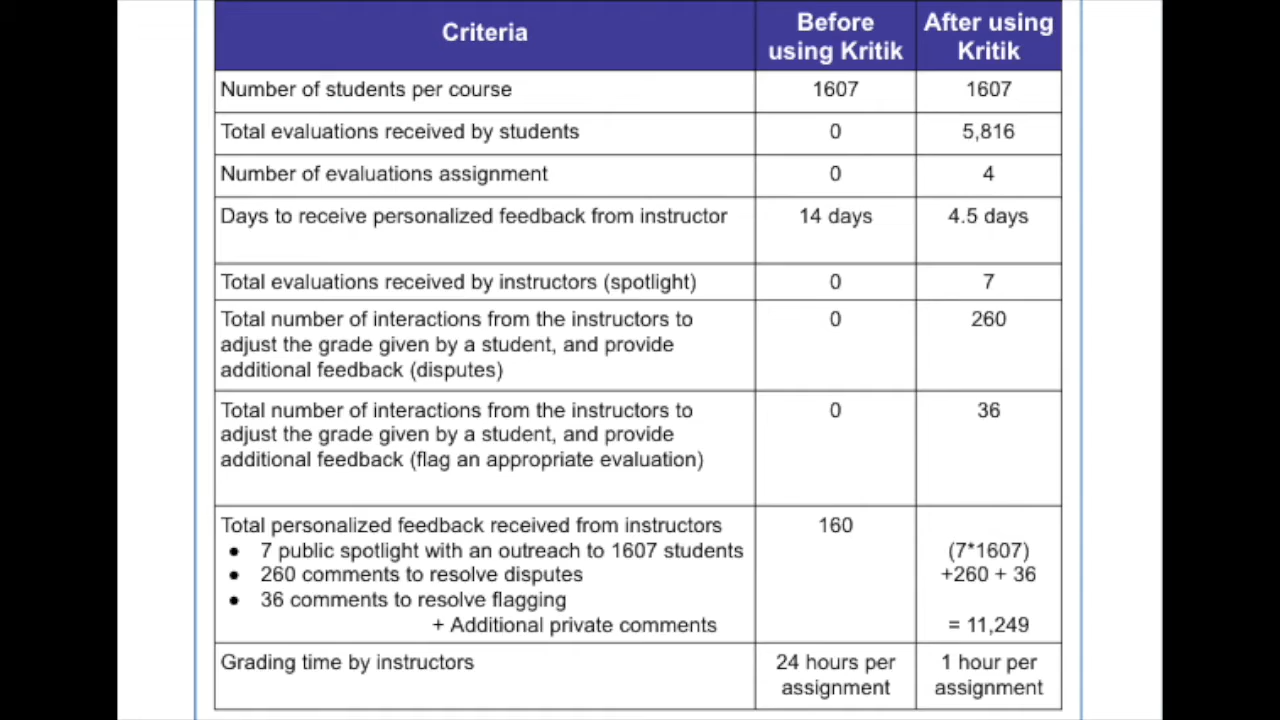 Criteria
Before using Kritik
After using Kritik
Number of students per course 1607 1607
Total evaluations received by students 0 5,816
Number of evaluations assignment 0 4
Days to receive personalized feedback from instructor 14 days 4.5 days
Total evaluations received by instructors (spotlight) 0 7
Total number of interactions from the instructors to 0 260
adjust the grade given by a student, and provide
additional feedback (disputes)
Total number of interactions from the instructors to 0 36
adjust the grade given by a student, and provide
additional feedback (flag an appropriate evaluation)
Total personalized feedback received from instructors 160
● 7 public spotlight with an outreach to 1607 students (7*1607)
● 260 comments to resolve disputes +260 + 36
● 36 comments to resolve flagging
+ Additional private comments = 11,249
Grading time by instructors 24 hours per 1 hour per
assignment assignment